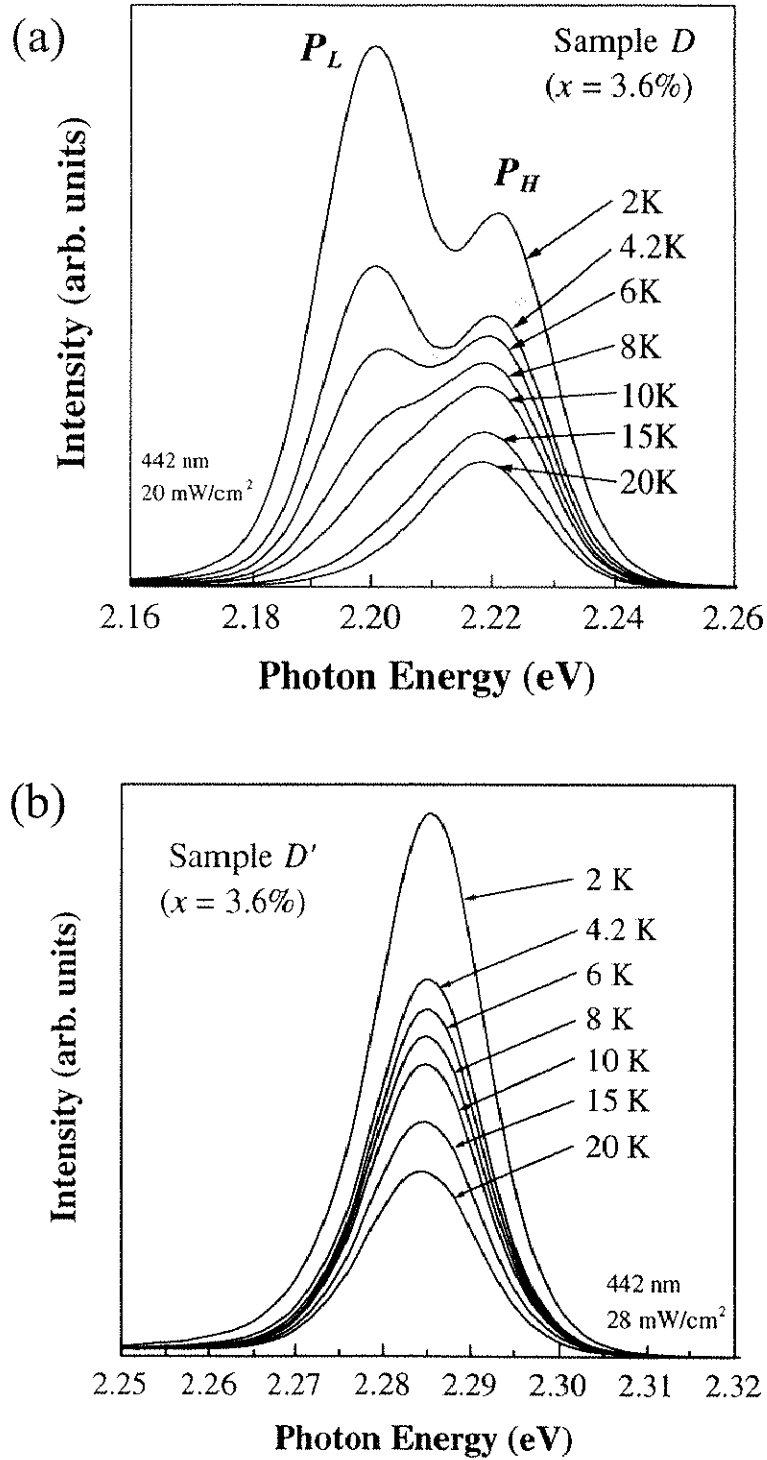 (a)
P_L
Sample D
(x = 3.6%)
P_H
2K
4.2K
6K
8K
10K
15K
20K
442 nm
20 mW/cm²
Intensity (arb. units)
2.16 2.18 2.20 2.22 2.24 2.26
Photon Energy (eV)
(b)
Sample D'
(x = 3.6%)
2 K
4.2 K
6 K
8 K
10 K
15 K
20 K
442 nm
28 mW/cm²
Intensity (arb. units)
2.25 2.26 2.27 2.28 2.29 2.30 2.31 2.32
Photon Energy (eV)